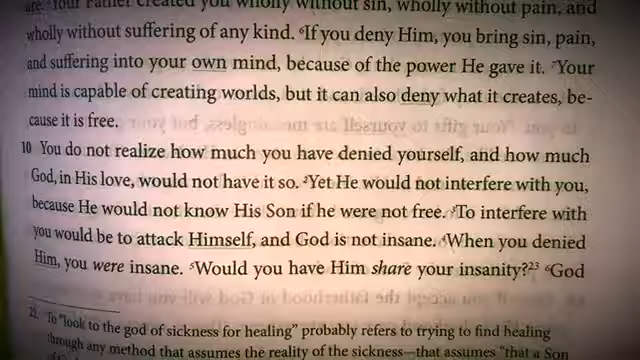 are. Your Father created you wholly without sin, wholly without pain, and
wholly without suffering of any kind. ⁶If you deny Him, you bring sin, pain,
and suffering into your own mind, because of the power He gave it. ⁷Your
mind is capable of creating worlds, but it can also deny what it creates, be-
cause it is free.
10 You do not realize how much you have denied yourself, and how much
God, in His love, would not have it so. ²Yet He would not interfere with you,
because He would not know His Son if he were not free. ³To interfere with
you would be to attack Himself, and God is not insane. ⁴When you denied
Him, you were insane. ⁵Would you have Him share your insanity?²³ ⁶God
To "look to the god of sickness for healing" probably refers to trying to find healing
through any method that assumes the reality of the sickness—that assumes "that a Son